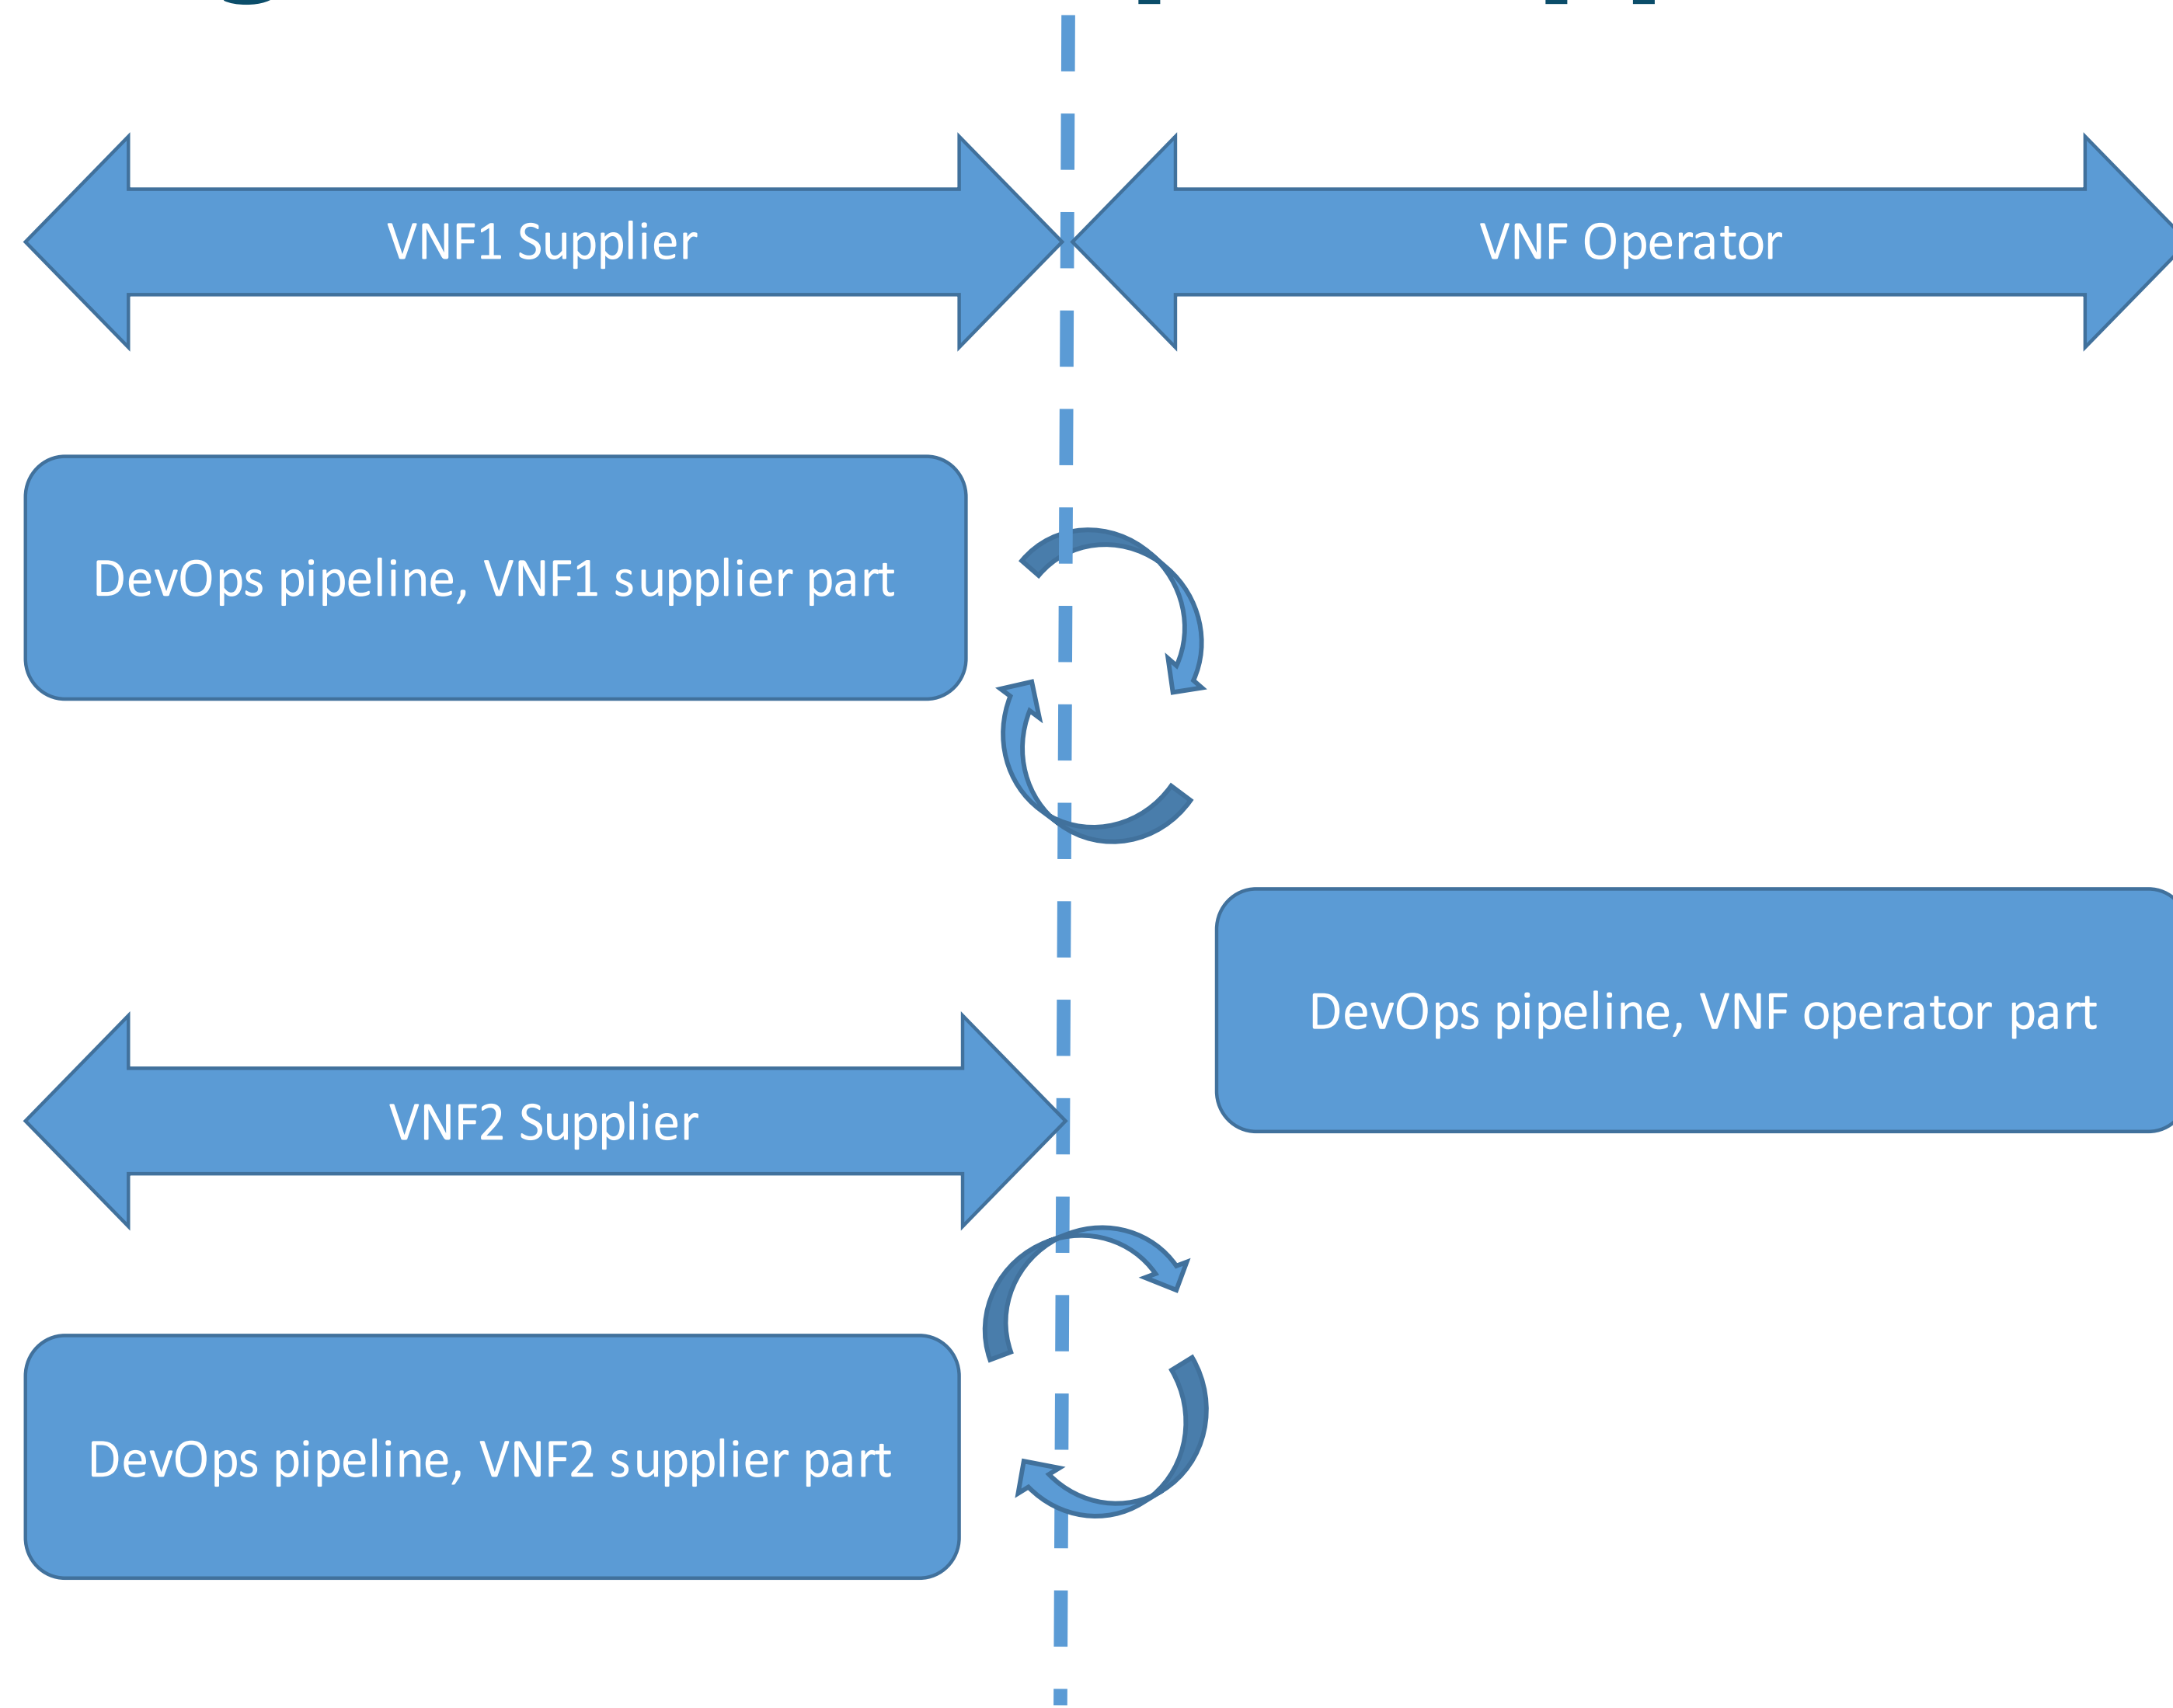 VNF1 Supplier
VNF Operator
DevOps pipeline, VNF1 supplier part
DevOps pipeline, VNF operator part
VNF2 Supplier
DevOps pipeline, VNF2 supplier part